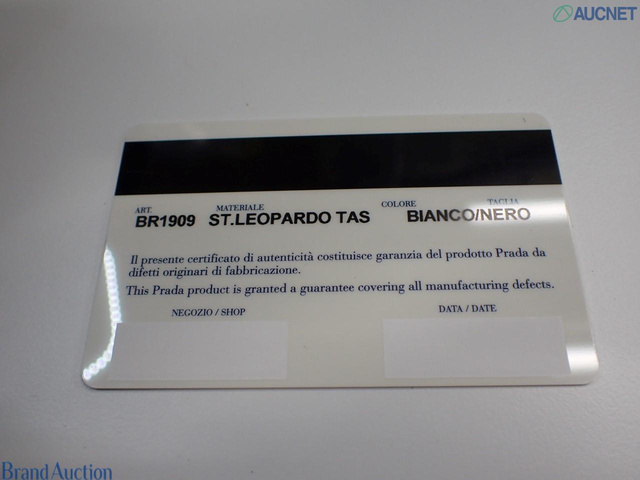 AUCNET
ART. MATERIALE COLORE TAGLIA
BR1909 ST.LEOPARDO TAS BIANCO/NERO
Il presente certificato di autenticità costituisce garanzia del prodotto Prada da
difetti originari di fabbricazione.
This Prada product is granted a guarantee covering all manufacturing defects.
NEGOZIO / SHOP DATA / DATE
Brand Auction